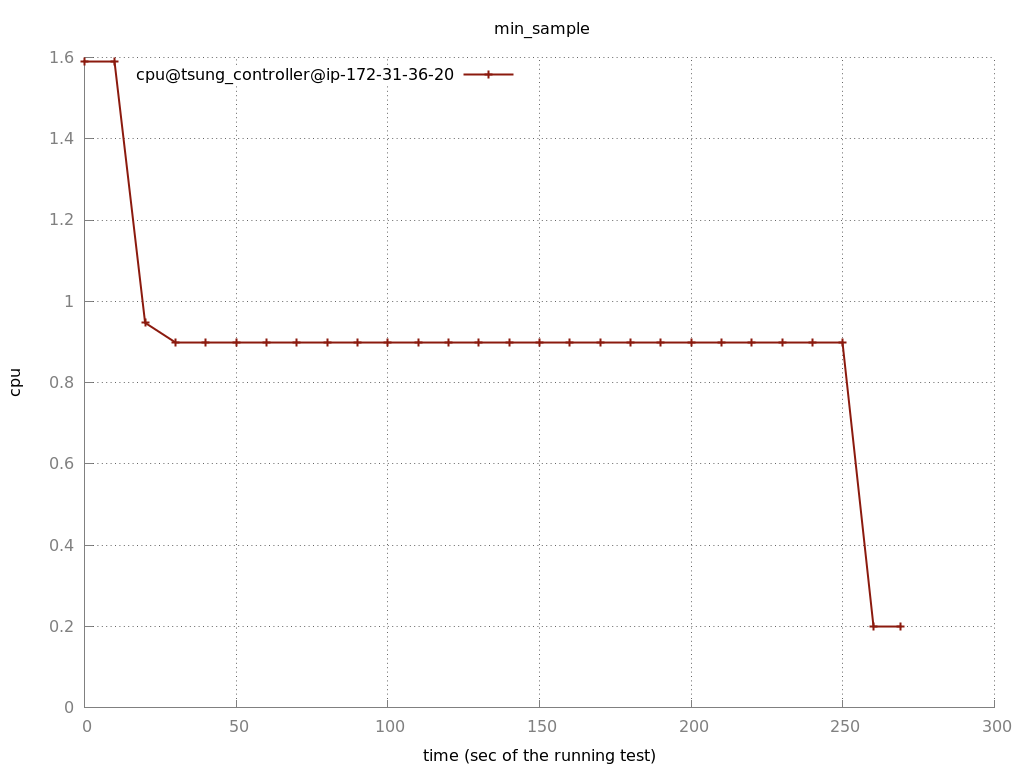 min_sample
cpu@tsung_controller@ip-172-31-36-20
1.6
1.4
1.2
1
0.8
0.6
0.4
0.2
0
cpu
0 50 100 150 200 250 300
time (sec of the running test)